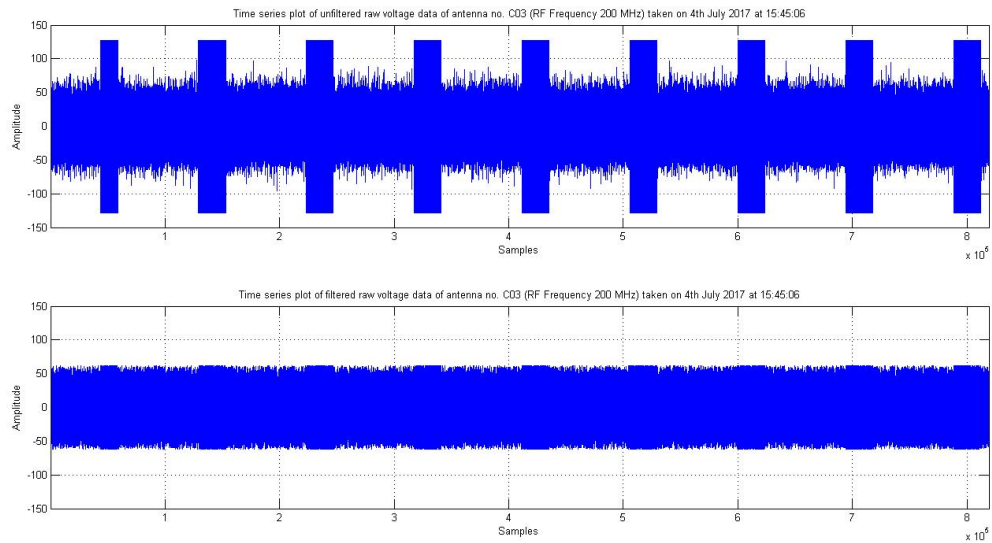 Time series plot of unfiltered raw voltage data of antenna no. C03 (RF Frequency 200 MHz) taken on 4th July 2017 at 15:45:06
150
100
50
0
-50
-100
-150
Amplitude
1 2 3 4 5 6 7 8
Samples
x 10^6
Time series plot of filtered raw voltage data of antenna no. C03 (RF Frequency 200 MHz) taken on 4th July 2017 at 15:45:06
150
100
50
0
-50
-100
-150
Amplitude
1 2 3 4 5 6 7 8
Samples
x 10^6